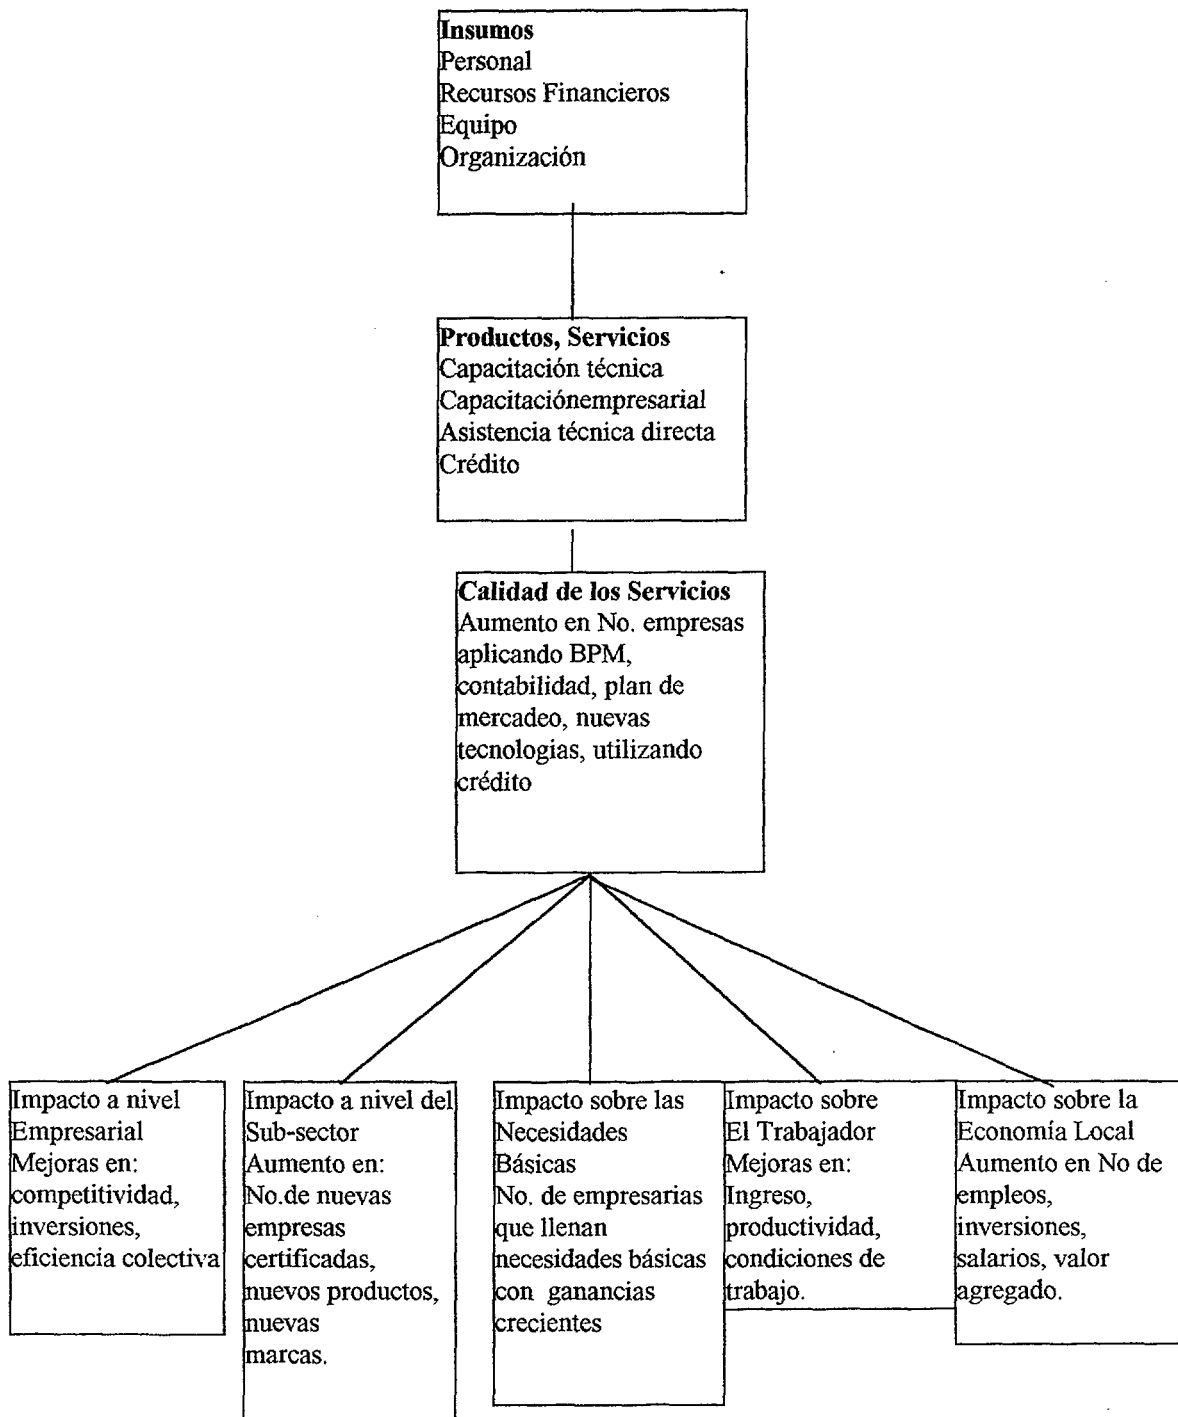 Insumos
Personal
Recursos Financieros
Equipo
Organización
Productos, Servicios
Capacitación técnica
Capacitaciónempresarial
Asistencia técnica directa
Crédito
Calidad de los Servicios
Aumento en No. empresas
aplicando BPM,
contabilidad, plan de
mercadeo, nuevas
tecnologias, utilizando
crédito
Impacto a nivel
Empresarial
Mejoras en:
competitividad,
inversiones,
eficiencia colectiva
Impacto a nivel del
Sub-sector
Aumento en:
No.de nuevas
empresas
certificadas,
nuevos productos,
nuevas
marcas.
Impacto sobre las
Necesidades
Básicas
No. de empresarias
que llenan
necesidades básicas
con ganancias
crecientes
Impacto sobre
El Trabajador
Mejoras en:
Ingreso,
productividad,
condiciones de
trabajo.
Impacto sobre la
Economía Local
Aumento en No de
empleos,
inversiones,
salarios, valor
agregado.